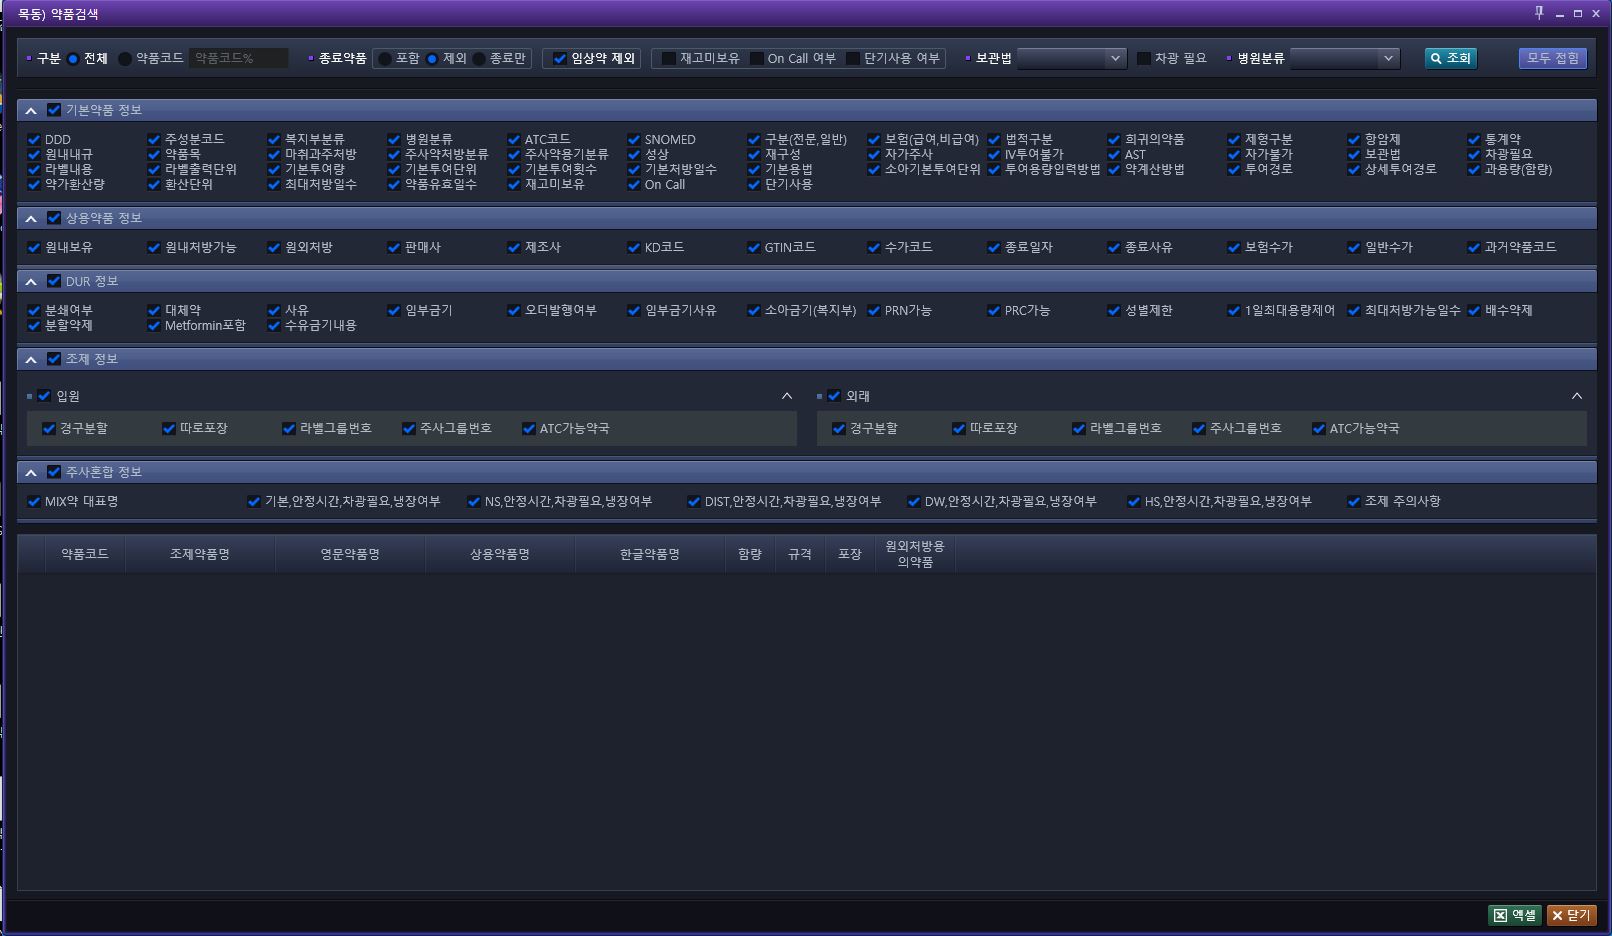 목동) 약품검색
구분 전체 약품코드 약품코드% 종료약품 포함 제외 종료만 임상약 제외 재고미보유 On Call 여부 단기사용 여부 보관법 차광 필요 병원분류 조회 모두 접힘
기본약품 정보
DDD 주성분코드 복지부분류 병원분류 ATC코드 SNOMED 구분(전문,일반) 보험(급여,비급여) 법적구분 희귀의약품 제형구분 항암제 통계약
원내내규 약품목 마취과주처방 주사약처방분류 주사약용기분류 성상 재구성 자가주사 IV투여불가 AST 자가불가 보관법 차광필요
라벨내용 라벨출력단위 기본투여량 기본투여단위 기본투여횟수 기본처방일수 기본용법 소아기본투여단위 투여용량입력방법 약계산방법 투여경로 상세투여경로 과용량(함량)
약가환산량 환산단위 최대처방일수 약품유효일수 재고미보유 On Call 단기사용
상용약품 정보
원내보유 원내처방가능 원외처방 판매사 제조사 KD코드 GTIN코드 수가코드 종료일자 종료사유 보험수가 일반수가 과거약품코드
DUR 정보
분쇄여부 대체약 사유 임부금기 오더발행여부 임부금기사유 소아금기(복지부) PRN가능 PRC가능 성별제한 1일최대용량제어 최대처방가능일수 배수약제
분할약제 Metformin포함 수유금기내용
조제 정보
입원 외래
경구분할 따로포장 라벨그룹번호 주사그룹번호 ATC가능약국 경구분할 따로포장 라벨그룹번호 주사그룹번호 ATC가능약국
주사혼합 정보
MIX약 대표명 기본,안정시간,차광필요,냉장여부 NS,안정시간,차광필요,냉장여부 DIST,안정시간,차광필요,냉장여부 DW,안정시간,차광필요,냉장여부 HS,안정시간,차광필요,냉장여부 조제 주의사항
약품코드 조제약품명 영문약품명 상용약품명 한글약품명 함량 규격 포장 원외처방용
의약품
엑셀 닫기